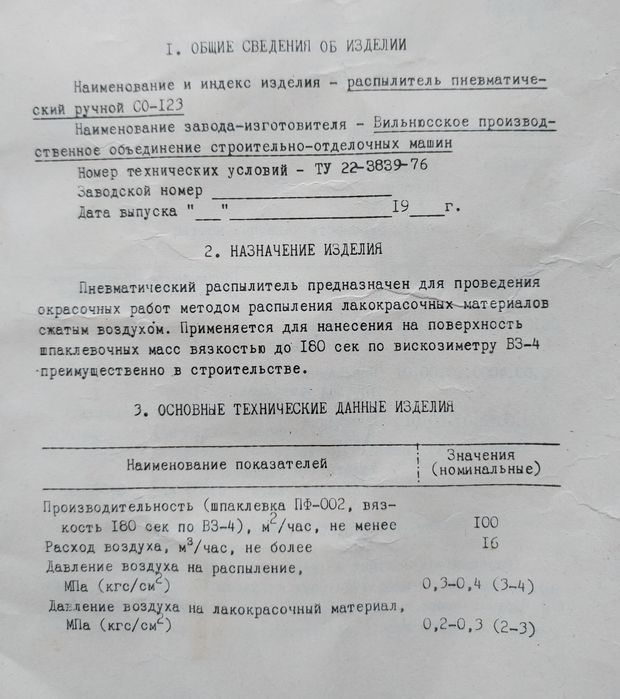 I. ОБЩИЕ СВЕДЕНИЯ ОБ ИЗДЕЛИИ
Наименование и индекс изделия - распылитель пневматиче-
ский ручной СО-I23
Наименование завода-изготовителя - Вильнюсское производ-
ственное объединение строительно-отделочных машин
Номер технических условий - ТУ 22-3839-76
Заводской номер ____________________
Дата выпуска "___"__________________19____г.
2. НАЗНАЧЕНИЕ ИЗДЕЛИЯ
Пневматический распылитель предназначен для проведения
окрасочных работ методом распыления лакокрасочных материалов
сжатым воздухом. Применяется для нанесения на поверхность
шпаклевочных масс вязкостью до I80 сек по вискозиметру ВЗ-4
преимущественно в строительстве.
3. ОСНОВНЫЕ ТЕХНИЧЕСКИЕ ДАННЫЕ ИЗДЕЛИЯ
Наименование показателей Значения
(номинальные)
Производительность (шпаклевка ПФ-002, вяз-
кость I80 сек по ВЗ-4), м²/час, не менее I00
Расход воздуха, м³/час, не более I6
Давление воздуха на распыление,
МПа (кгс/см²) 0,3-0,4 (3-4)
Давление воздуха на лакокрасочный материал,
МПа (кгс/см²) 0,2-0,3 (2-3)